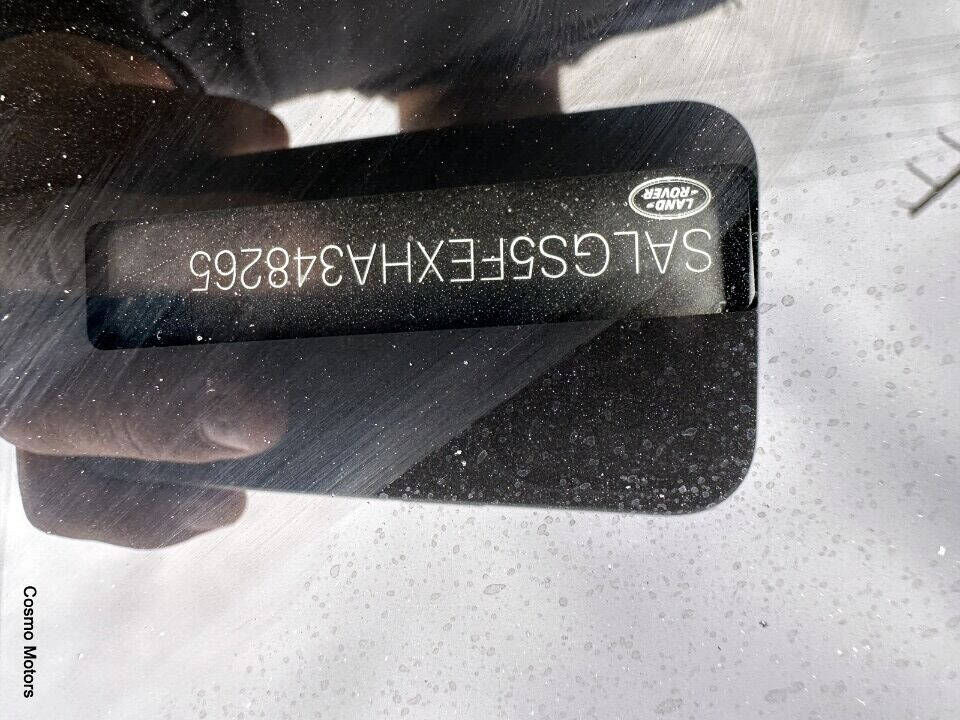 LAND-
-ROVER
SALGS5FEXHA348265
Cosmo Motors